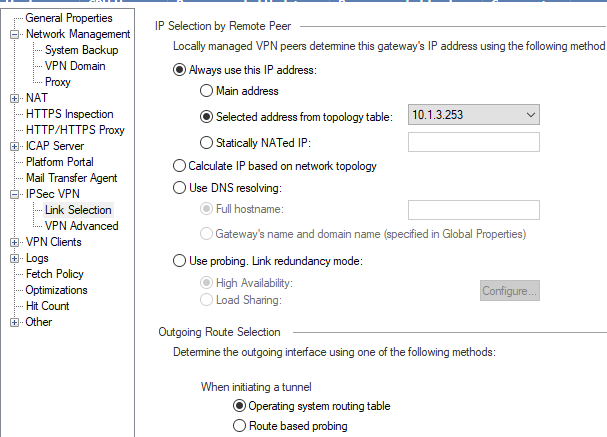 General Properties
Network Management
System Backup
VPN Domain
Proxy
NAT
HTTPS Inspection
HTTP/HTTPS Proxy
ICAP Server
Platform Portal
Mail Transfer Agent
IPSec VPN
Link Selection
VPN Advanced
VPN Clients
Logs
Fetch Policy
Optimizations
Hit Count
Other
IP Selection by Remote Peer
Locally managed VPN peers determine this gateway's IP address using the following method
Always use this IP address:
Main address
Selected address from topology table: 10.1.3.253
Statically NATed IP:
Calculate IP based on network topology
Use DNS resolving:
Full hostname:
Gateway's name and domain name (specified in Global Properties)
Use probing. Link redundancy mode:
High Availability:
Load Sharing:
Configure...
Outgoing Route Selection
Determine the outgoing interface using one of the following methods:
When initiating a tunnel
Operating system routing table
Route based probing